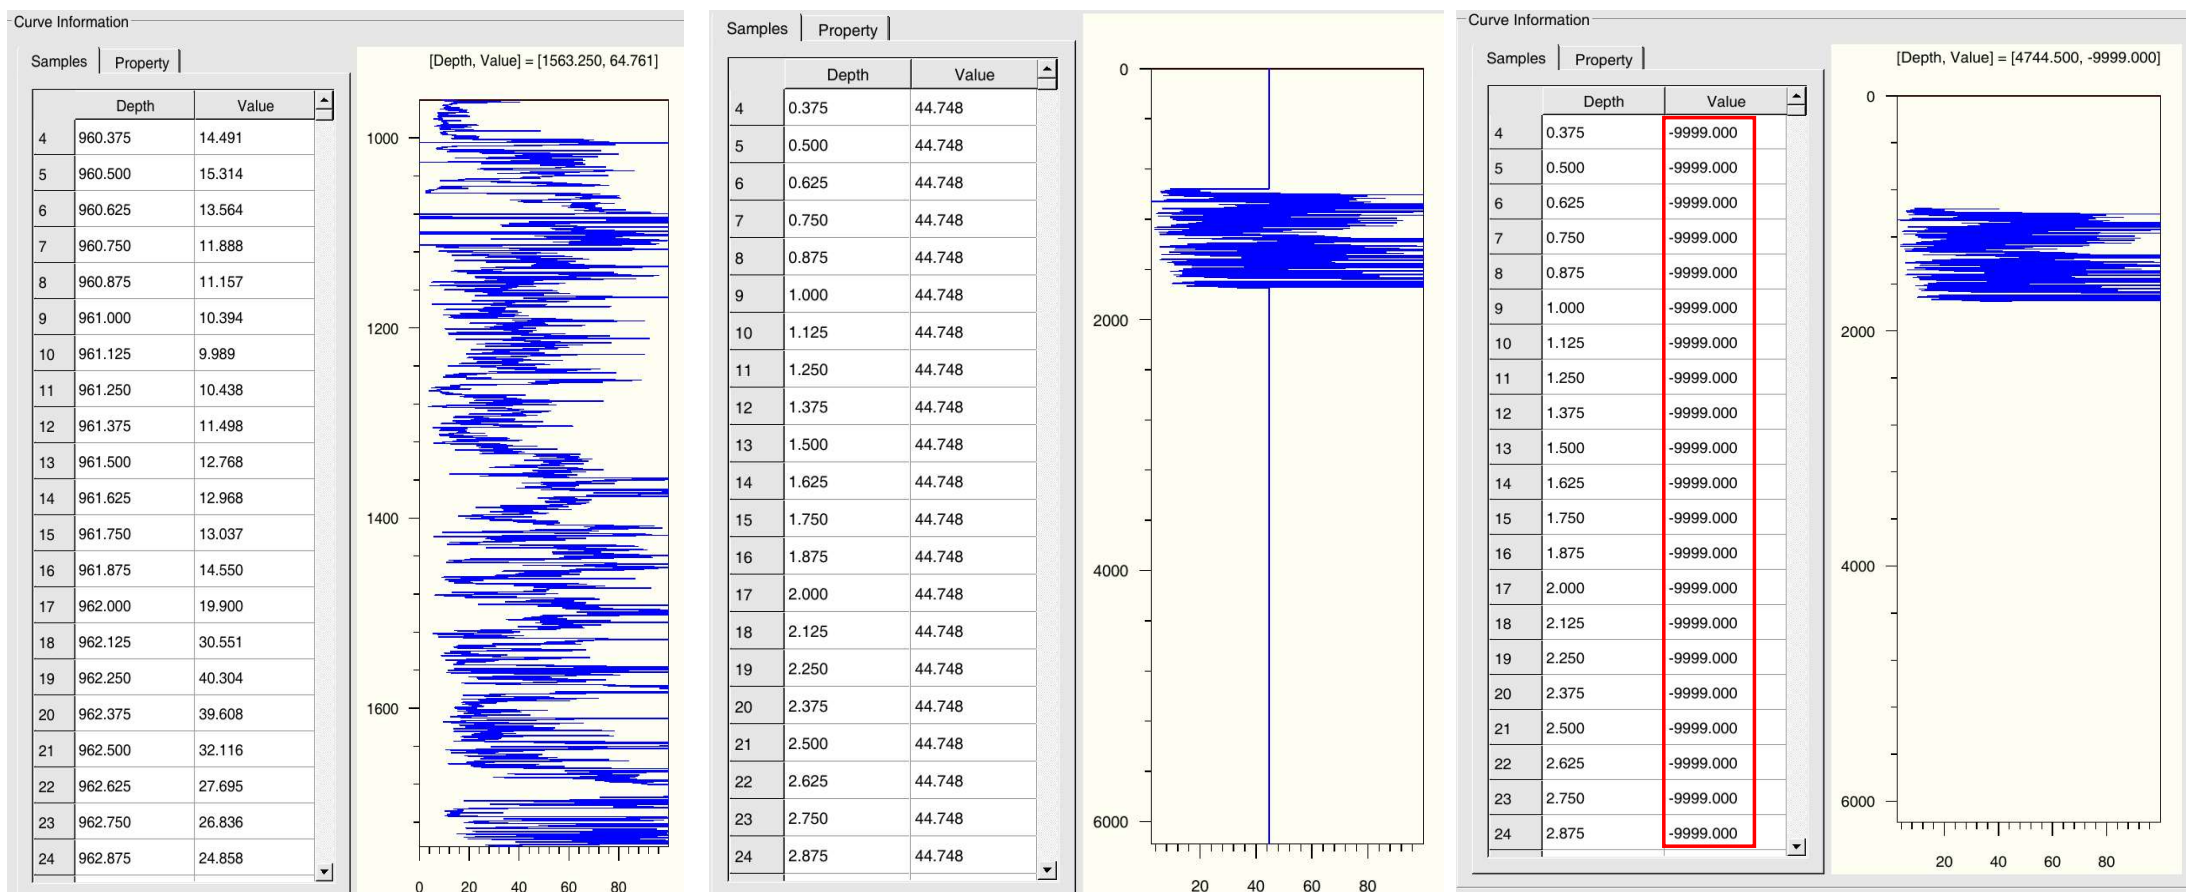 Curve Information
Samples Property
[Depth, Value] = [1563.250, 64.761]
Depth Value
4 960.375 14.491
5 960.500 15.314
6 960.625 13.564
7 960.750 11.888
8 960.875 11.157
9 961.000 10.394
10 961.125 9.989
11 961.250 10.438
12 961.375 11.498
13 961.500 12.768
14 961.625 12.968
15 961.750 13.037
16 961.875 14.550
17 962.000 19.900
18 962.125 30.551
19 962.250 40.304
20 962.375 39.608
21 962.500 32.116
22 962.625 27.695
23 962.750 26.836
24 962.875 24.858
1000
1200
1400
1600
0 20 40 60 80
Samples Property
Depth Value
4 0.375 44.748
5 0.500 44.748
6 0.625 44.748
7 0.750 44.748
8 0.875 44.748
9 1.000 44.748
10 1.125 44.748
11 1.250 44.748
12 1.375 44.748
13 1.500 44.748
14 1.625 44.748
15 1.750 44.748
16 1.875 44.748
17 2.000 44.748
18 2.125 44.748
19 2.250 44.748
20 2.375 44.748
21 2.500 44.748
22 2.625 44.748
23 2.750 44.748
24 2.875 44.748
0
2000
4000
6000
20 40 60 80
Curve Information
Samples Property
[Depth, Value] = [4744.500, -9999.000]
Depth Value
4 0.375 -9999.000
5 0.500 -9999.000
6 0.625 -9999.000
7 0.750 -9999.000
8 0.875 -9999.000
9 1.000 -9999.000
10 1.125 -9999.000
11 1.250 -9999.000
12 1.375 -9999.000
13 1.500 -9999.000
14 1.625 -9999.000
15 1.750 -9999.000
16 1.875 -9999.000
17 2.000 -9999.000
18 2.125 -9999.000
19 2.250 -9999.000
20 2.375 -9999.000
21 2.500 -9999.000
22 2.625 -9999.000
23 2.750 -9999.000
24 2.875 -9999.000
0
2000
4000
6000
20 40 60 80